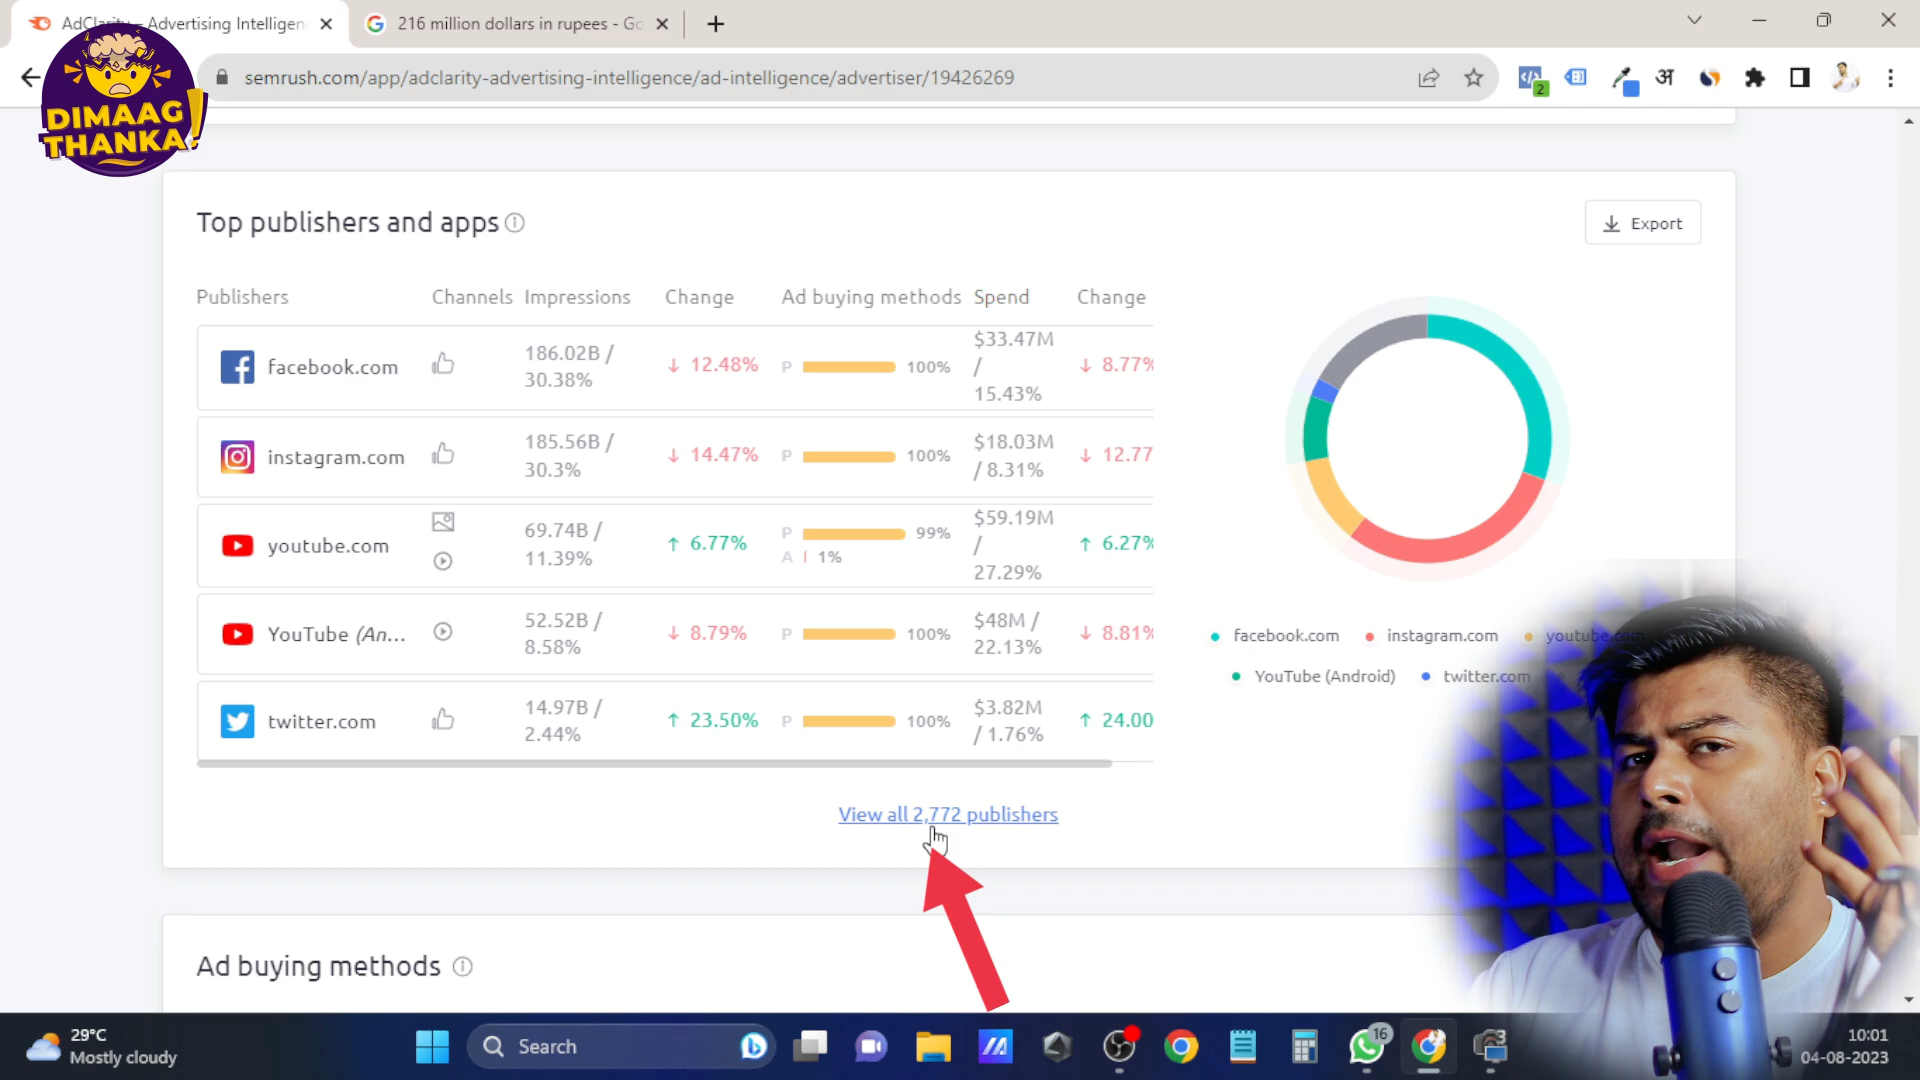 AdClarity – Advertising Intelligen
216 million dollars in rupees - Go
semrush.com/app/adclarity-advertising-intelligence/ad-intelligence/advertiser/19426269
2
अ
DIMAAG
THANKA!
Top publishers and apps
Export
Publishers Channels Impressions Change Ad buying methods Spend Change
facebook.com 186.02B / 30.38% ↓ 12.48% P 100% $33.47M / 15.43% ↓ 8.77%
instagram.com 185.56B / 30.3% ↓ 14.47% P 100% $18.03M / 8.31% ↓ 12.77
youtube.com 69.74B / 11.39% ↑ 6.77% P 99% A 1% $59.19M / 27.29% ↑ 6.27%
YouTube (An... 52.52B / 8.58% ↓ 8.79% P 100% $48M / 22.13% ↓ 8.81%
twitter.com 14.97B / 2.44% ↑ 23.50% P 100% $3.82M / 1.76% ↑ 24.00
facebook.com instagram.com youtube.com
YouTube (Android) twitter.com
View all 2,772 publishers
Ad buying methods
29°C
Mostly cloudy
Search
16
10:01
04-08-2023